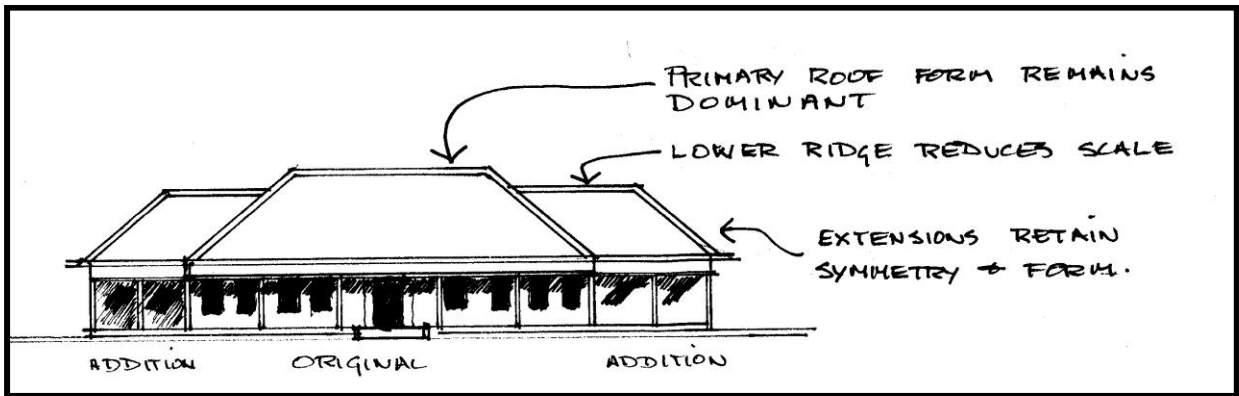 PRIMARY ROOF FORM REMAINS
DOMINANT
LOWER RIDGE REDUCES SCALE
EXTENSIONS RETAIN
SYMMETRY & FORM.
ADDITION ORIGINAL ADDITION